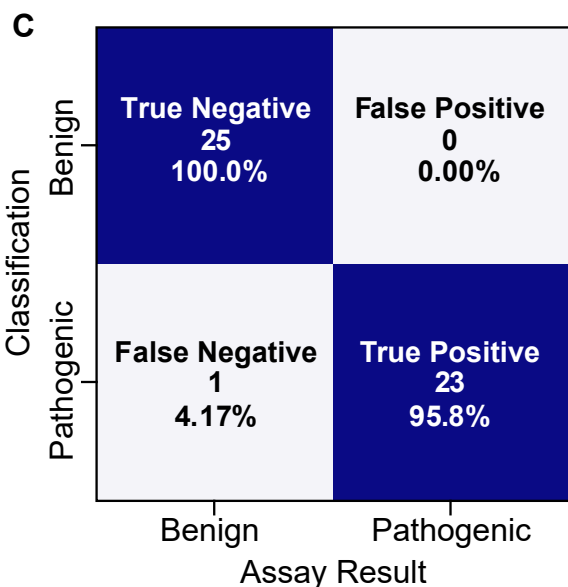 C
Classification
Benign
True Negative
25
100.0%
False Positive
0
0.00%
Pathogenic
False Negative
1
4.17%
True Positive
23
95.8%
Benign
Pathogenic
Assay Result